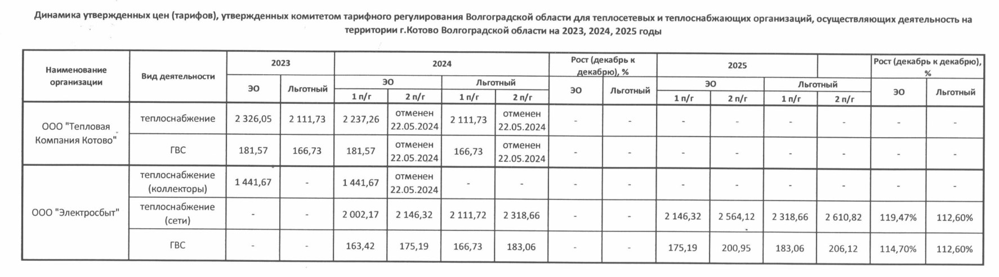 Динамика утвержденных цен (тарифов), утвержденных комитетом тарифного регулирования Волгоградской области для теплосетевых и теплоснабжающих организаций, осуществляющих деятельность на
территории г.Котово Волгоградской области на 2023, 2024, 2025 годы
Наименование организации Вид деятельности 2023 2024 Рост (декабрь к декабрю), % 2025 Рост (декабрь к декабрю), %
ЭО Льготный ЭО Льготный ЭО Льготный ЭО Льготный ЭО Льготный
1 п/г 2 п/г 1 п/г 2 п/г 1 п/г 2 п/г 1 п/г 2 п/г
ООО "Тепловая Компания Котово" теплоснабжение 2 326,05 2 111,73 2 237,26 отменен 22.05.2024 2 111,73 отменен 22.05.2024 - - - - - - - -
ГВС 181,57 166,73 181,57 отменен 22.05.2024 166,73 отменен 22.05.2024 - - - - - - - -
ООО "Электросбыт" теплоснабжение (коллекторы) 1 441,67 - 1 441,67 отменен 22.05.2024 - - - - - - - - - -
теплоснабжение (сети) - - 2 002,17 2 146,32 2 111,72 2 318,66 - - 2 146,32 2 564,12 2 318,66 2 610,82 119,47% 112,60%
ГВС - - 163,42 175,19 166,73 183,06 - - 175,19 200,95 183,06 206,12 114,70% 112,60%